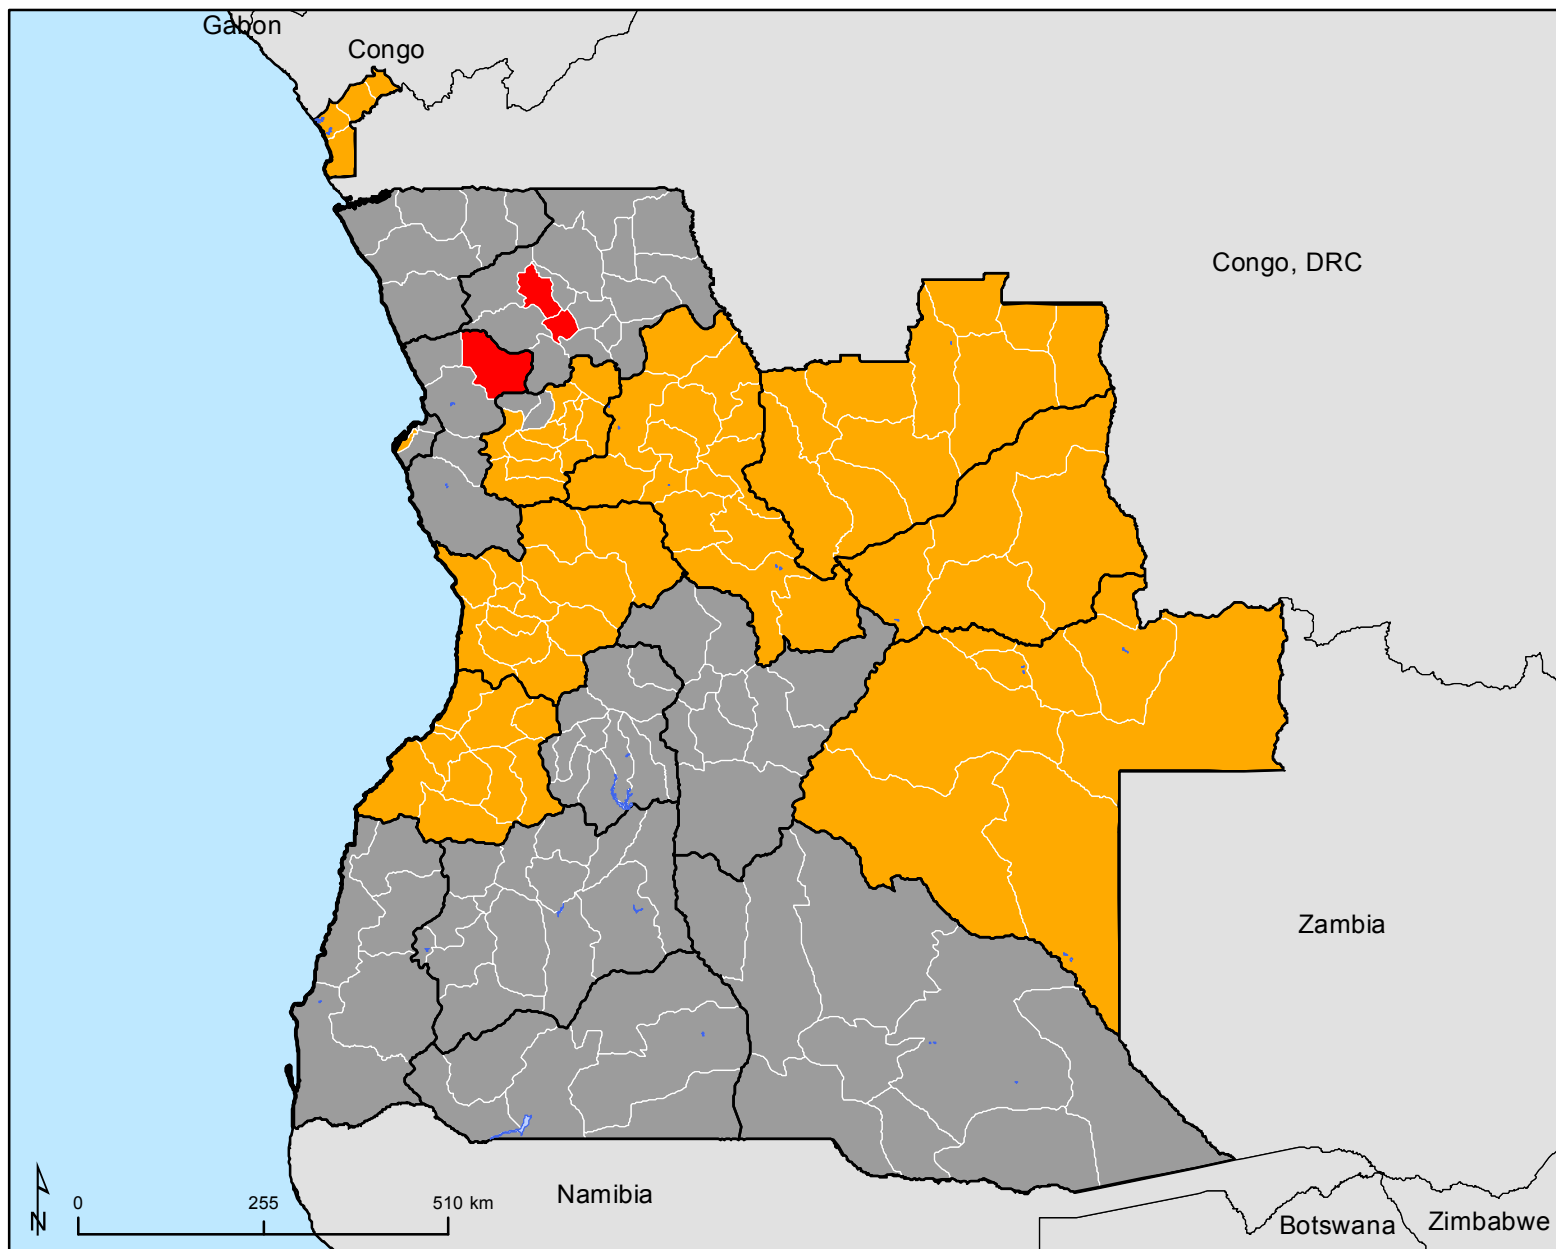 Gabon
Congo
Congo, DRC
Zambia
N
0 255 510 km
Namibia
Botswana
Zimbabwe